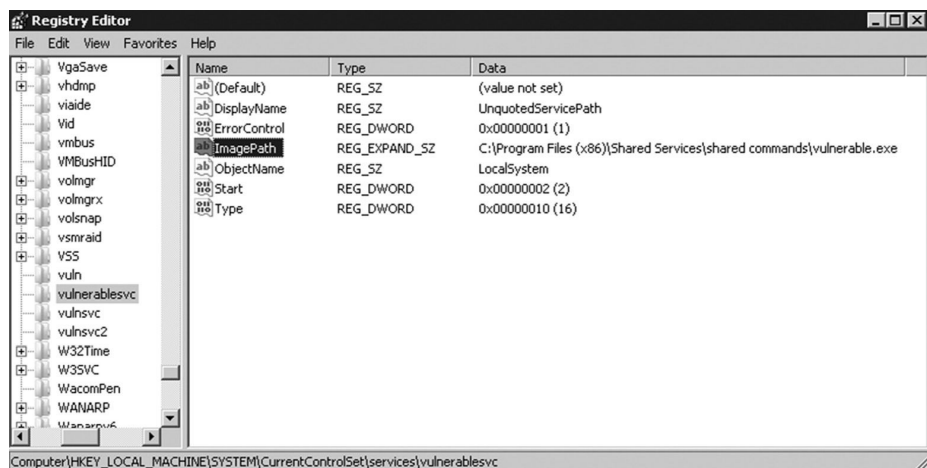 Registry Editor
File Edit View Favorites Help
VgaSave
vhdmp
viaide
Vid
vmbus
VMBusHID
volmgr
volmgrx
volsnap
vsmraid
VSS
vuln
vulnerablesvc
vulnsvc
vulnsvc2
W32Time
W3SVC
WacomPen
WANARP
Wanarpv6
Name Type Data
(Default) REG_SZ (value not set)
DisplayName REG_SZ UnquotedServicePath
ErrorControl REG_DWORD 0x00000001 (1)
ImagePath REG_EXPAND_SZ C:\Program Files (x86)\Shared Services\shared commands\vulnerable.exe
ObjectName REG_SZ LocalSystem
Start REG_DWORD 0x00000002 (2)
Type REG_DWORD 0x00000010 (16)
Computer\HKEY_LOCAL_MACHINE\SYSTEM\CurrentControlSet\services\vulnerablesvc